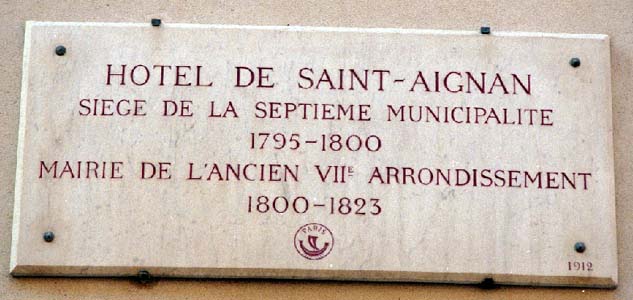 HOTEL DE SAINT-AIGNAN
SIEGE DE LA SEPTIEME MUNICIPALITE
1795-1800
MAIRIE DE L'ANCIEN VIIE ARRONDISSEMENT
1800-1823
PARIS
1912